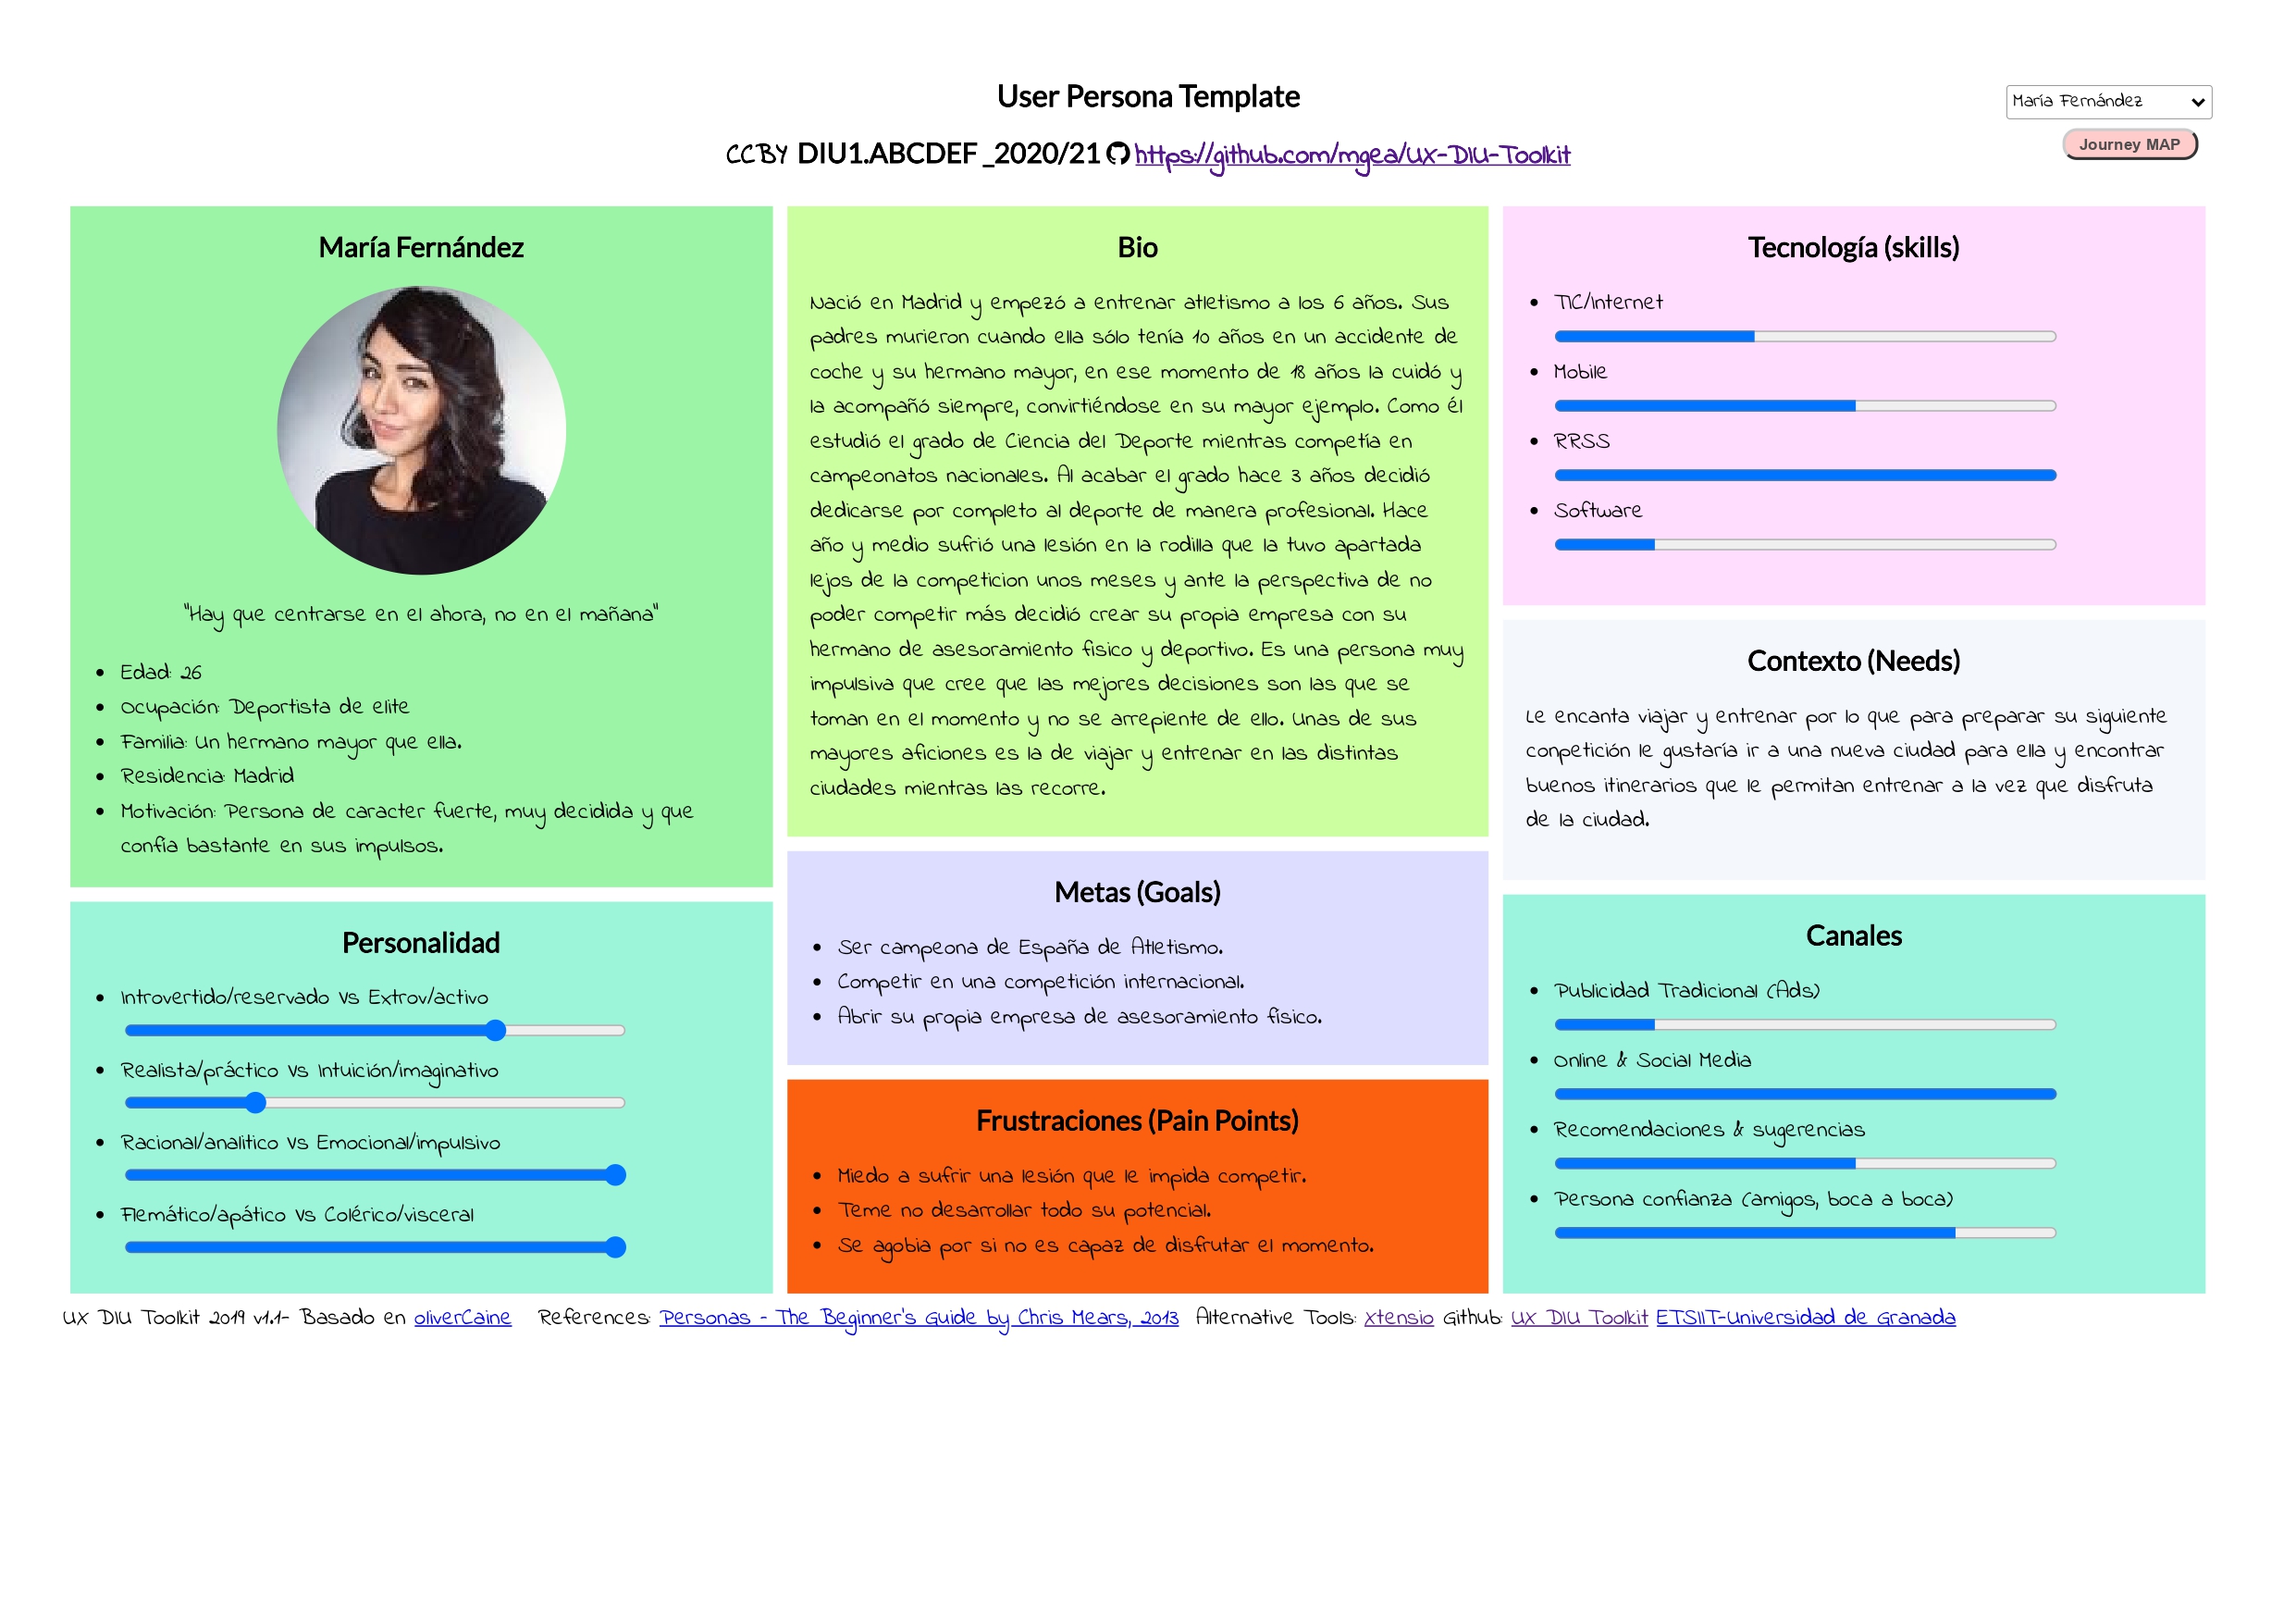 User Persona Template
María Fernández
CCBY DIU1.ABCDEF_2020/21 https://github.com/mgea/UX-DIU-Toolkit
Journey MAP
María Fernández
"Hay que centrarse en el ahora, no en el mañana"
Edad: 26
Ocupación: Deportista de elite
Familia: Un hermano mayor que ella.
Residencia: Madrid
Motivación: Persona de caracter fuerte, muy decidida y que
confía bastante en sus impulsos.
Personalidad
Introvertido/reservado Vs Extrov/activo
Realista/práctico Vs Intuición/imaginativo
Racional/analitico Vs Emocional/impulsivo
Flemático/apático Vs Colérico/visceral
Bio
Nació en Madrid y empezó a entrenar atletismo a los 6 años. Sus
padres murieron cuando ella sólo tenía 10 años en un accidente de
coche y su hermano mayor, en ese momento de 18 años la cuidó y
la acompañó siempre, convirtiéndose en su mayor ejemplo. Como él
estudió el grado de Ciencia del Deporte mientras competía en
campeonatos nacionales. Al acabar el grado hace 3 años decidió
dedicarse por completo al deporte de manera profesional. Hace
año y medio sufrió una lesión en la rodilla que la tuvo apartada
lejos de la competicion unos meses y ante la perspectiva de no
poder competir más decidió crear su propia empresa con su
hermano de asesoramiento fisico y deportivo. Es una persona muy
impulsiva que cree que las mejores decisiones son las que se
toman en el momento y no se arrepiente de ello. Unas de sus
mayores aficiones es la de viajar y entrenar en las distintas
ciudades mientras las recorre.
Metas (Goals)
Ser campeona de España de Atletismo.
Competir en una competición internacional.
Abrir su propia empresa de asesoramiento físico.
Frustraciones (Pain Points)
Miedo a sufrir una lesión que le impida competir.
Teme no desarrollar todo su potencial.
Se agobia por si no es capaz de disfrutar el momento.
Tecnología (skills)
TIC/Internet
Mobile
RRSS
Software
Contexto (Needs)
Le encanta viajar y entrenar por lo que para preparar su siguiente
conpetición le gustaría ir a una nueva ciudad para ella y encontrar
buenos itinerarios que le permitan entrenar a la vez que disfruta
de la ciudad.
Canales
Publicidad Tradicional (Ads)
Online & Social Media
Recomendaciones & sugerencias
Persona confianza (amigos, boca a boca)
UX DIU Toolkit 2019 v1.1- Basado en oliverCaine References: Personas - The Beginner's Guide by Chris Mears, 2013 Alternative Tools: Xtensio Github: UX DIU Toolkit ETSIIT-Universidad de Granada